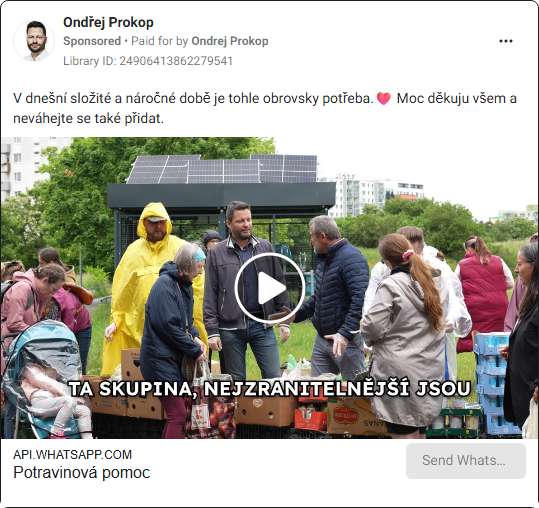 Ondřej Prokop
Sponsored • Paid for by Ondrej Prokop
Library ID: 24906413862279541
V dnešní složité a náročné době je tohle obrovsky potřeba.💗 Moc děkuju všem a
neváhejte se také přidat.
TA SKUPINA, NEJZRANITELNĚJŠÍ JSOU
API.WHATSAPP.COM
Potravinová pomoc
Send Whats...